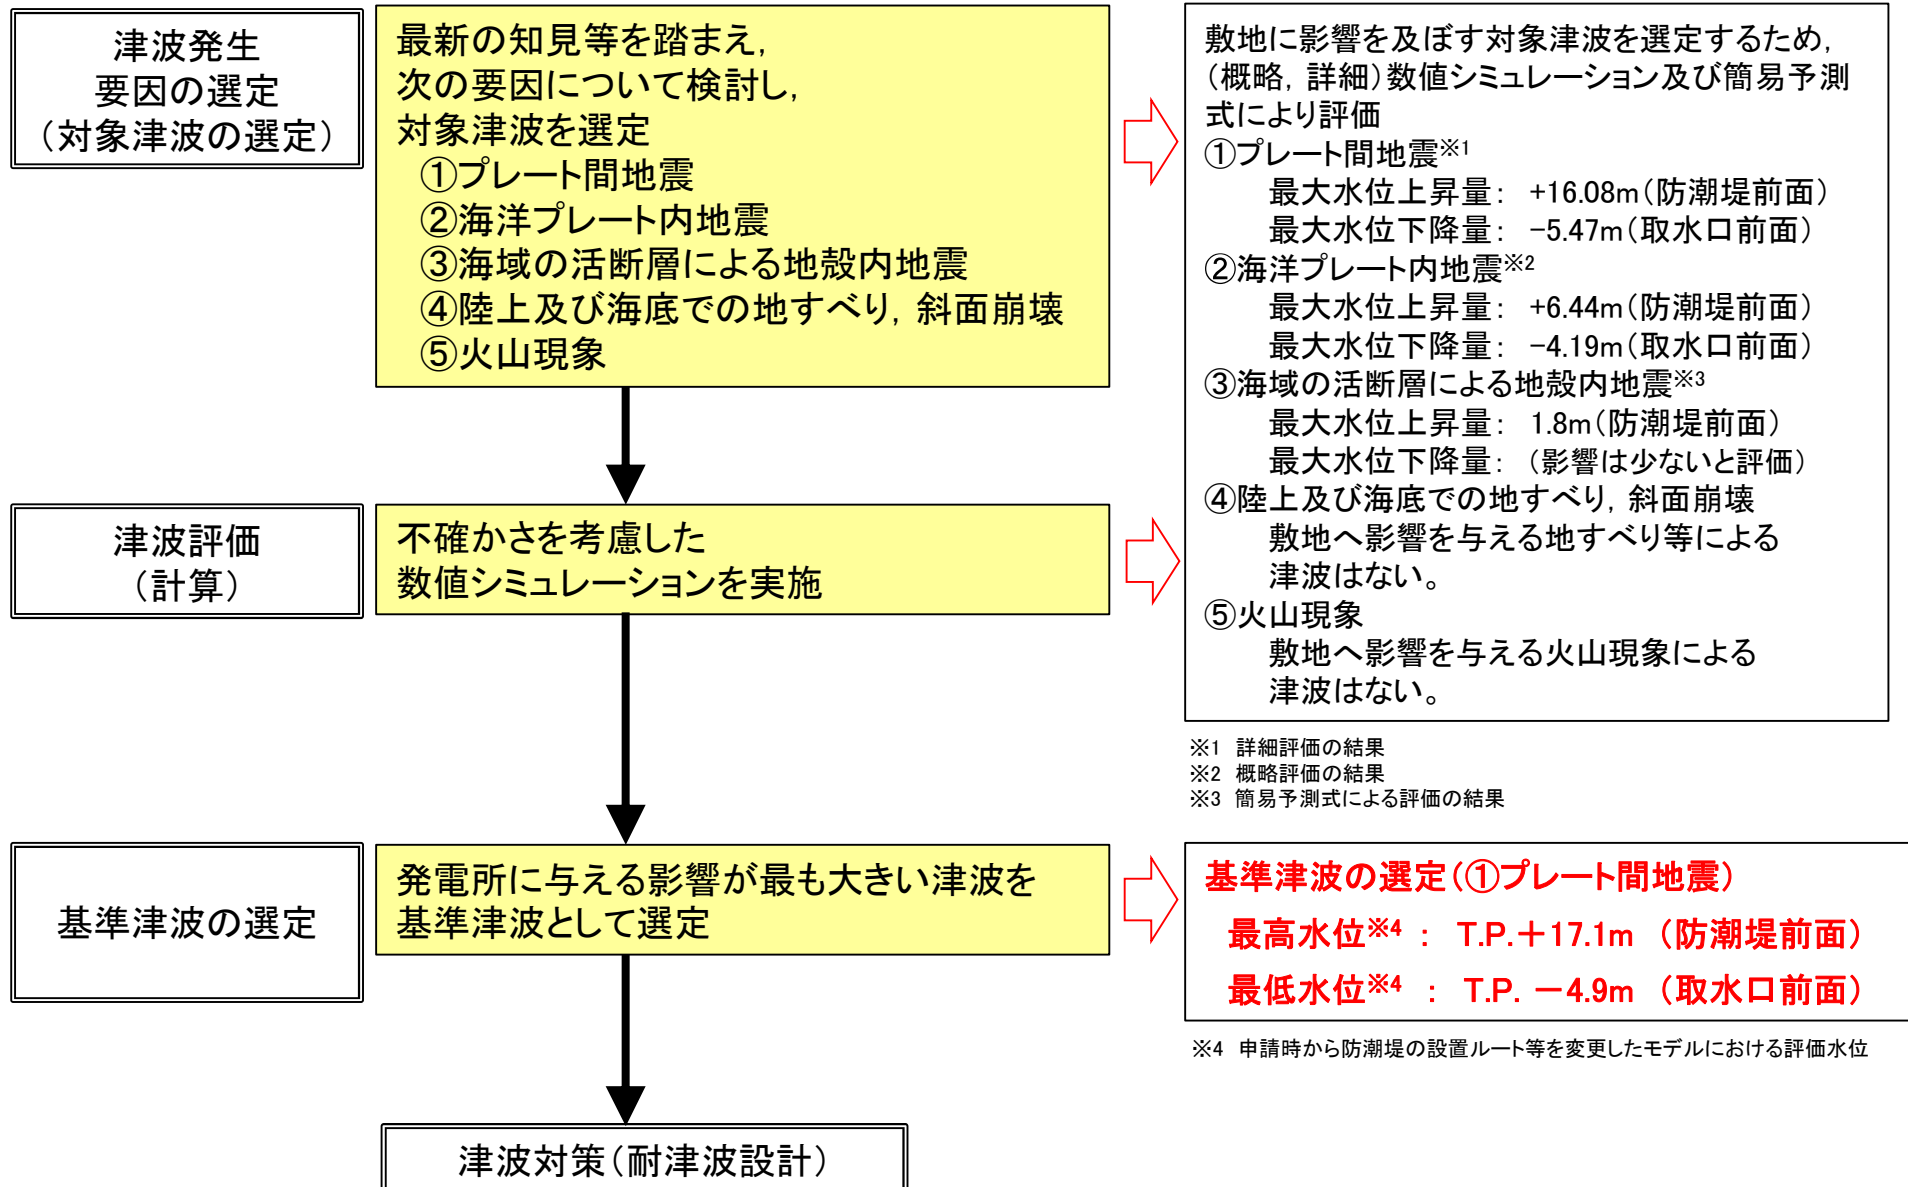 津波発生
要因の選定
（対象津波の選定）
最新の知見等を踏まえ，
次の要因について検討し，
対象津波を選定
①プレート間地震
②海洋プレート内地震
③海域の活断層による地殻内地震
④陸上及び海底での地すべり，斜面崩壊
⑤火山現象
敷地に影響を及ぼす対象津波を選定するため，
（概略，詳細）数値シミュレーション及び簡易予測
式により評価
①プレート間地震※1
最大水位上昇量： +16.08m（防潮堤前面）
最大水位下降量： -5.47m（取水口前面）
②海洋プレート内地震※2
最大水位上昇量： +6.44m（防潮堤前面）
最大水位下降量： -4.19m（取水口前面）
③海域の活断層による地殻内地震※3
最大水位上昇量： 1.8m（防潮堤前面）
最大水位下降量： （影響は少ないと評価）
④陸上及び海底での地すべり，斜面崩壊
敷地へ影響を与える地すべり等による
津波はない。
⑤火山現象
敷地へ影響を与える火山現象による
津波はない。
※1 詳細評価の結果
※2 概略評価の結果
※3 簡易予測式による評価の結果
津波評価
（計算）
不確かさを考慮した
数値シミュレーションを実施
基準津波の選定
発電所に与える影響が最も大きい津波を
基準津波として選定
基準津波の選定（①プレート間地震）
最高水位※4 ： T.P.＋17.1m （防潮堤前面）
最低水位※4 ： T.P. －4.9m （取水口前面）
※4 申請時から防潮堤の設置ルート等を変更したモデルにおける評価水位
津波対策（耐津波設計）